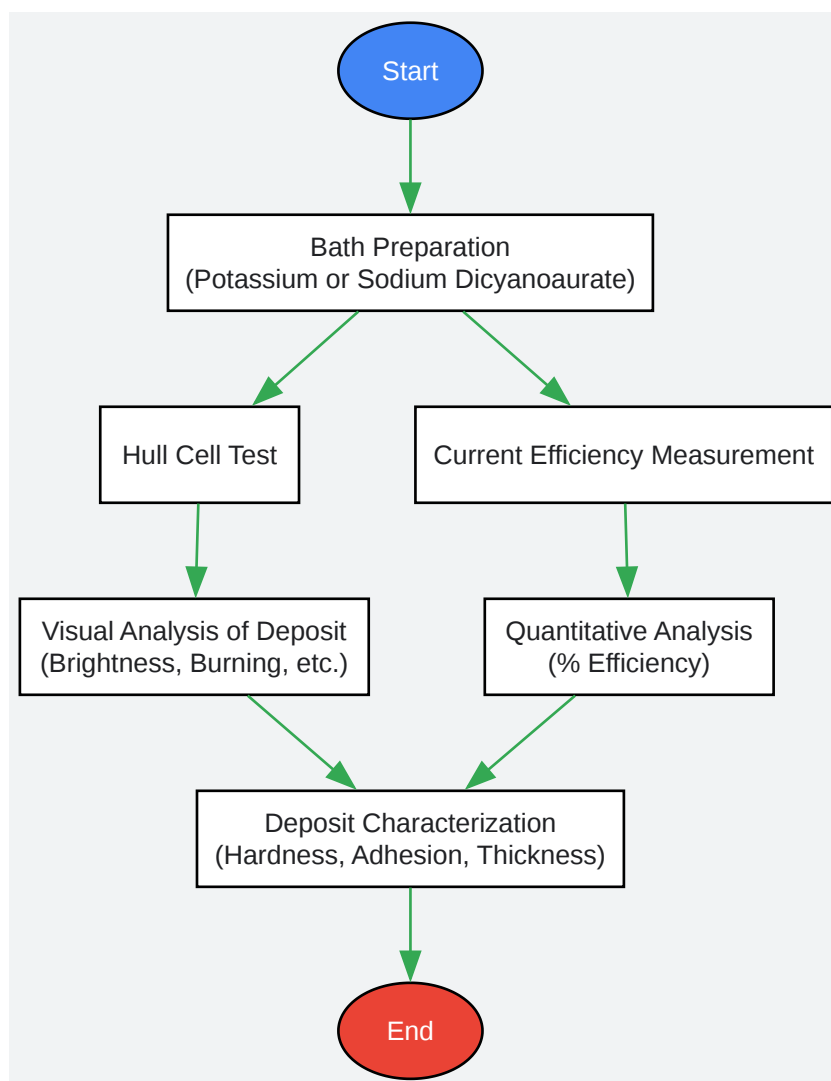 Start
Bath Preparation
(Potassium or Sodium Dicyanoaurate)
Hull Cell Test
Current Efficiency Measurement
Visual Analysis of Deposit
(Brightness, Burning, etc.)
Quantitative Analysis
(% Efficiency)
Deposit Characterization
(Hardness, Adhesion, Thickness)
End